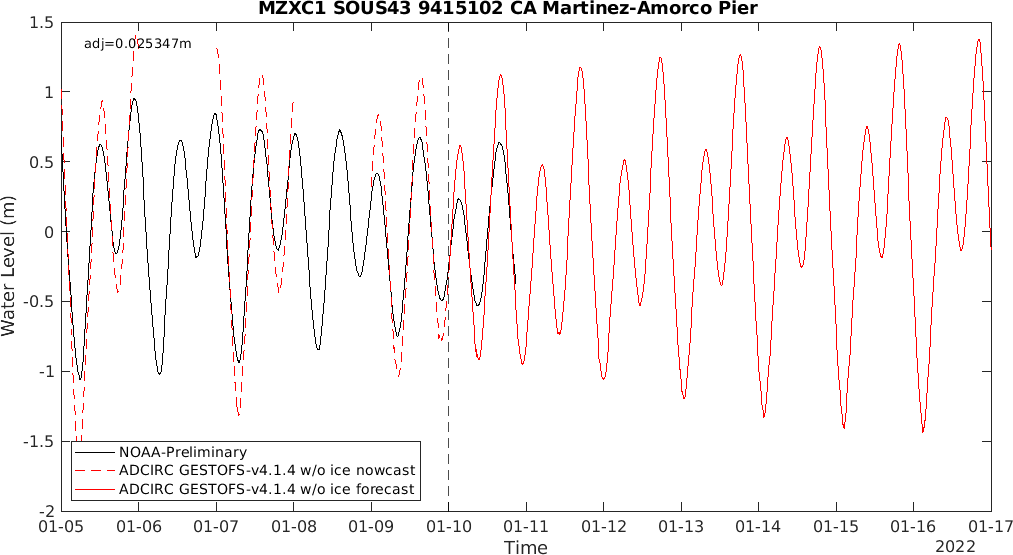 MZXC1 SOUS43 9415102 CA Martinez-Amorco Pier
adj=0.025347m
Water Level (m)
1.5
1
0.5
0
-0.5
-1
-1.5
-2
NOAA-Preliminary
ADCIRC GESTOFS-v4.1.4 w/o ice nowcast
ADCIRC GESTOFS-v4.1.4 w/o ice forecast
01-05 01-06 01-07 01-08 01-09 01-10 01-11 01-12 01-13 01-14 01-15 01-16 01-17
Time
2022